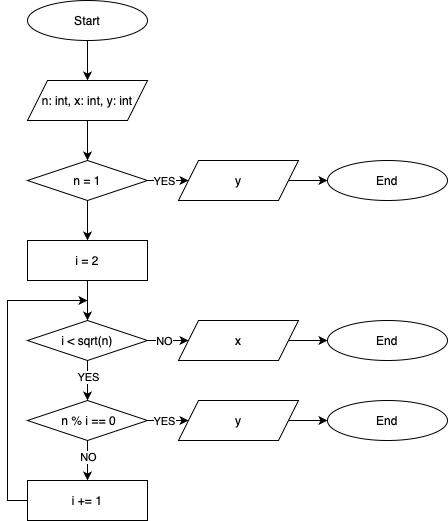 Start
n: int, x: int, y: int
n = 1
YES
y
End
i = 2
i < sqrt(n)
NO
x
End
YES
n % i == 0
YES
y
End
NO
i += 1